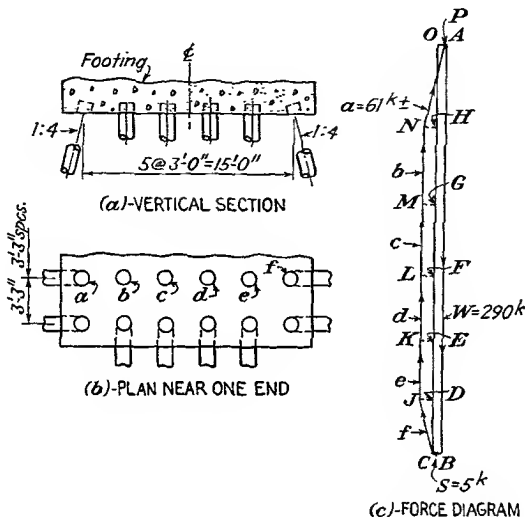 Footing
℄
1:4
1:4
5@3'-0"=15'-0"
(a)-VERTICAL SECTION
3'-3" spcs.
3'-3"
a
b
c
d
e
f
(b)-PLAN NEAR ONE END
P
O
A
a=61k±
N
H
b
G
M
c
L
F
d
W=290k
K
E
e
J
D
f
C
B
S=5k
(c)-FORCE DIAGRAM